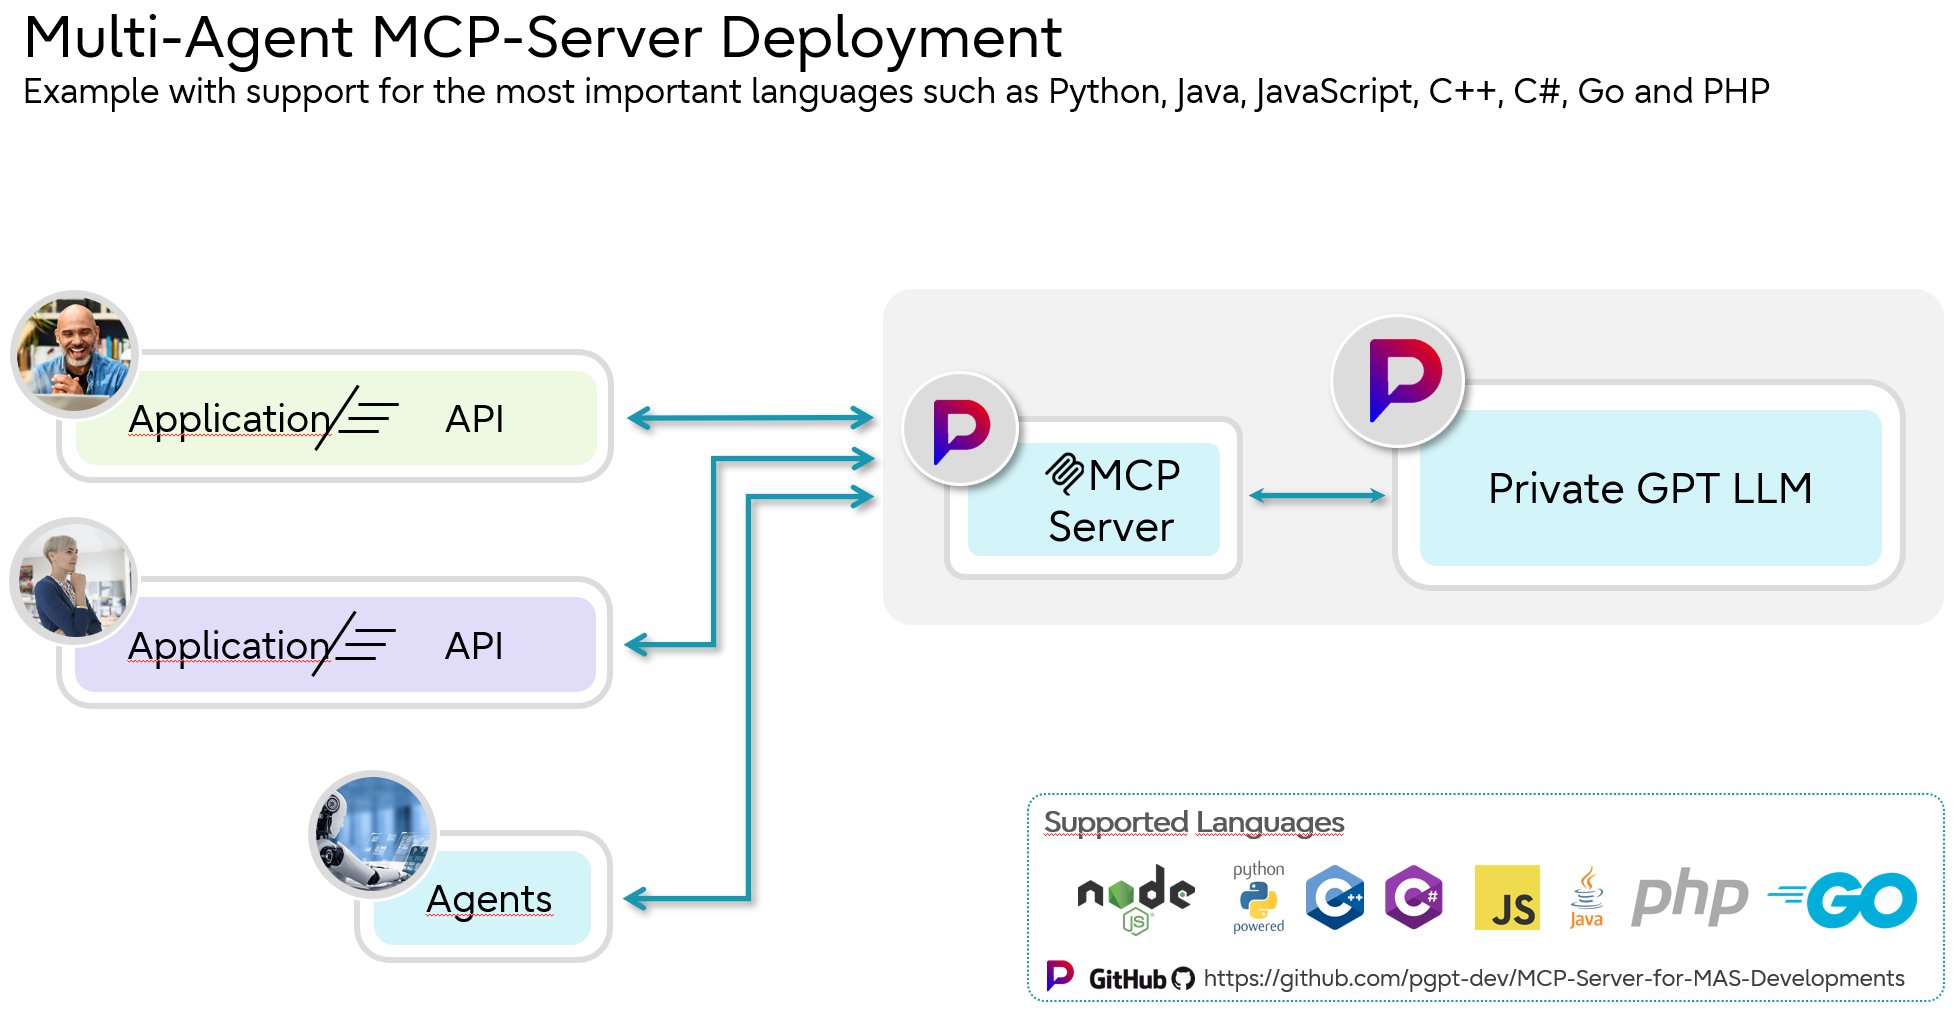 Multi-Agent MCP-Server Deployment
Example with support for the most important languages such as Python, Java, JavaScript, C++, C#, Go and PHP
Application API
MCP
Server
Private GPT LLM
Application API
Agents
Supported Languages
node
JS
python
powered
C++
C#
JS
Java
php
GO
GitHub https://github.com/pgpt-dev/MCP-Server-for-MAS-Developments